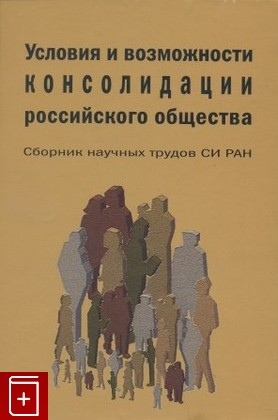 Условия и возможности
КОНСОЛИДАЦИИ
российского общества
Сборник научных трудов СИ РАН